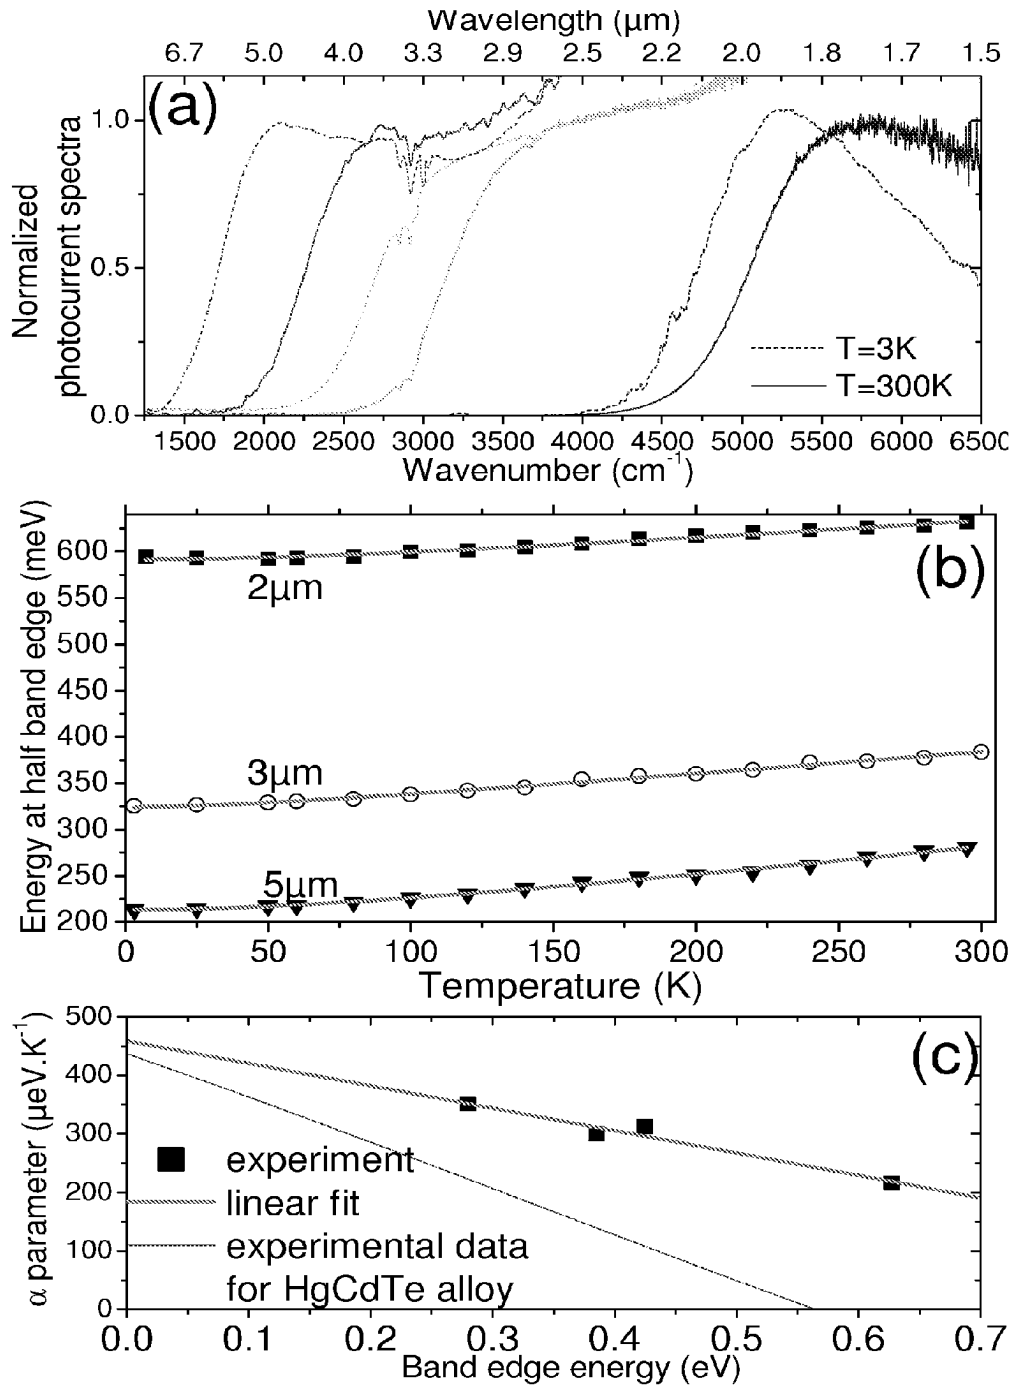 Wavelength (µm)
6.7 5.0 4.0 3.3 2.9 2.5 2.2 2.0 1.8 1.7 1.5
(a)
Normalized
photocurrent spectra
1.0
0.5
0.0
T=3K
T=300K
1500 2000 2500 3000 3500 4000 4500 5000 5500 6000 6500
Wavenumber (cm⁻¹)
Energy at half band edge (meV)
600
550
500
450
400
350
300
250
200
(b)
2µm
3µm
5µm
0 50 100 150 200 250 300
Temperature (K)
α parameter (µeV.K⁻¹)
500
400
300
200
100
0
(c)
experiment
linear fit
experimental data
for HgCdTe alloy
0.0 0.1 0.2 0.3 0.4 0.5 0.6 0.7
Band edge energy (eV)